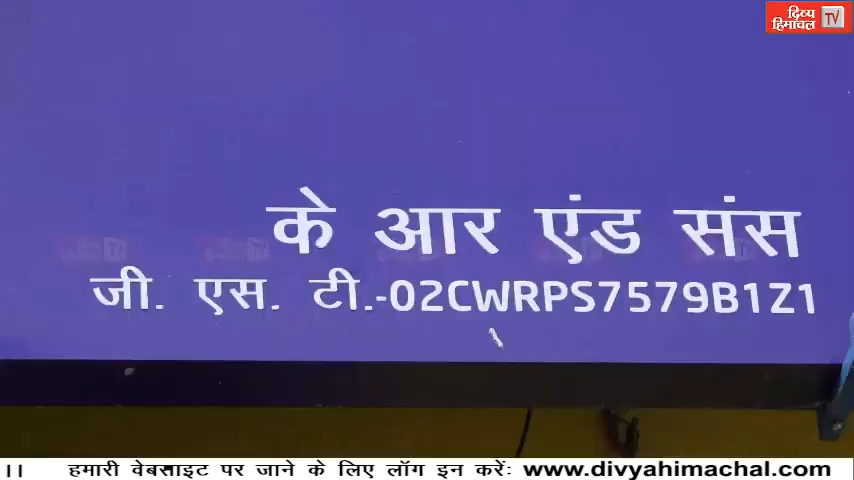 दिव्य
हिमाचल TV
के आर एंड संस
जी. एस. टी.-02CWRPS7579B1Z1
।। हमारी वेबसाइट पर जाने के लिए लॉग इन करेंः www.divyahimachal.com